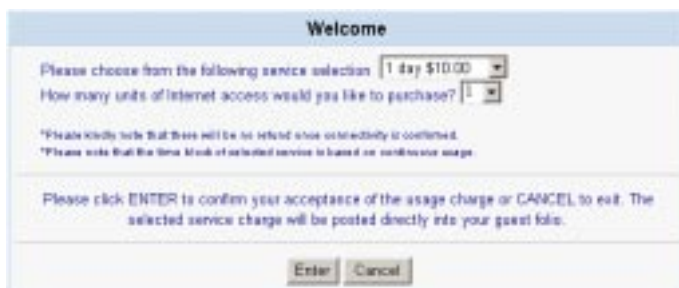 Welcome
Please choose from the following service selection 1 day $10.00
How many units of Internet access would you like to purchase? 1
*Please kindly note that there will be no refund once connectivity is confirmed.
*Please note that the time block of selected service is based on continuous usage.
Please click ENTER to confirm your acceptance of the usage charge or CANCEL to exit. The
selected service charge will be posted directly into your guest folio.
Enter Cancel